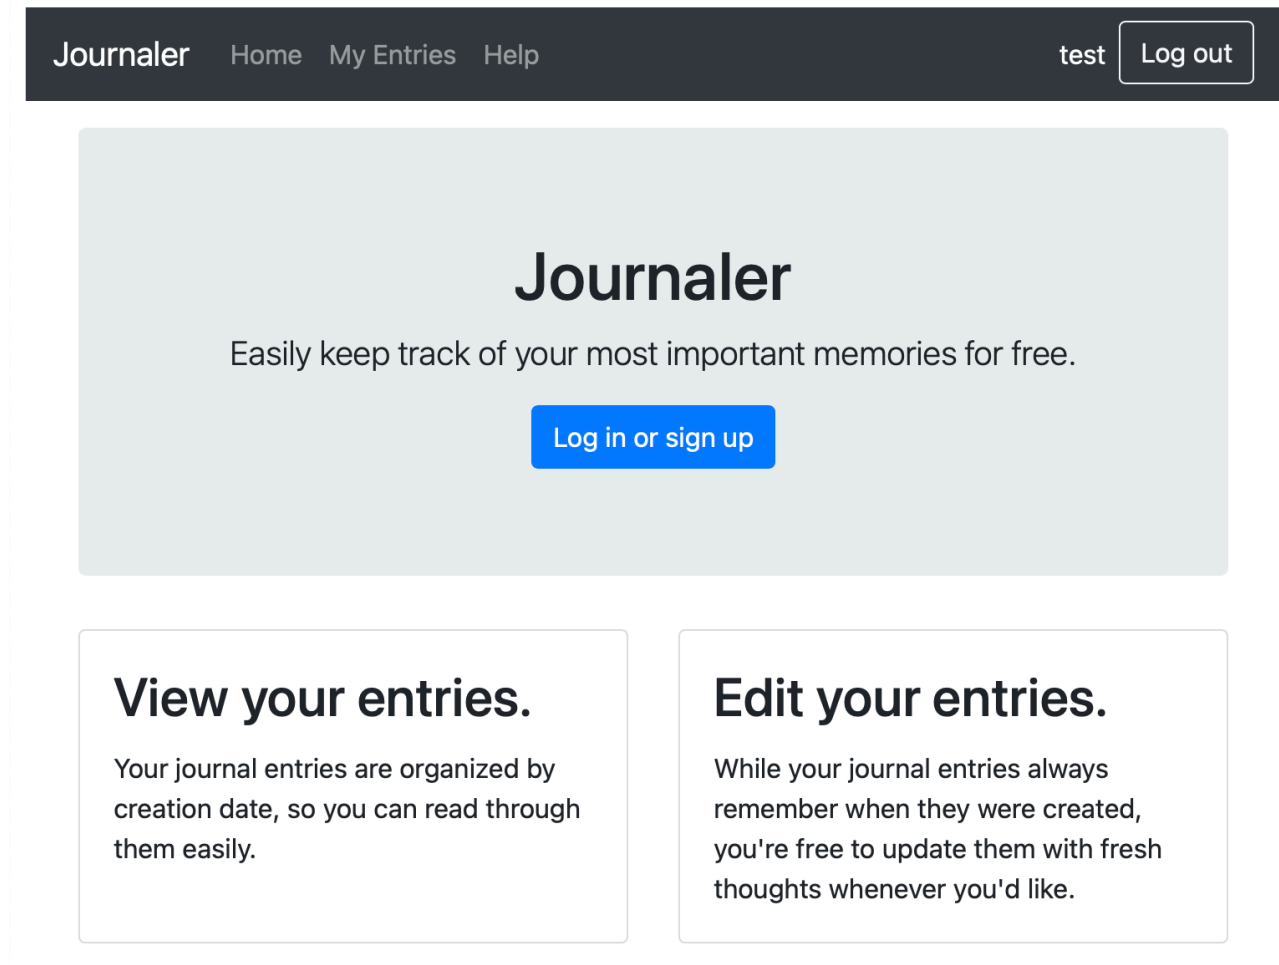 Journaler Home My Entries Help test Log out
Journaler
Easily keep track of your most important memories for free.
Log in or sign up
View your entries.
Your journal entries are organized by
creation date, so you can read through
them easily.
Edit your entries.
While your journal entries always
remember when they were created,
you're free to update them with fresh
thoughts whenever you'd like.